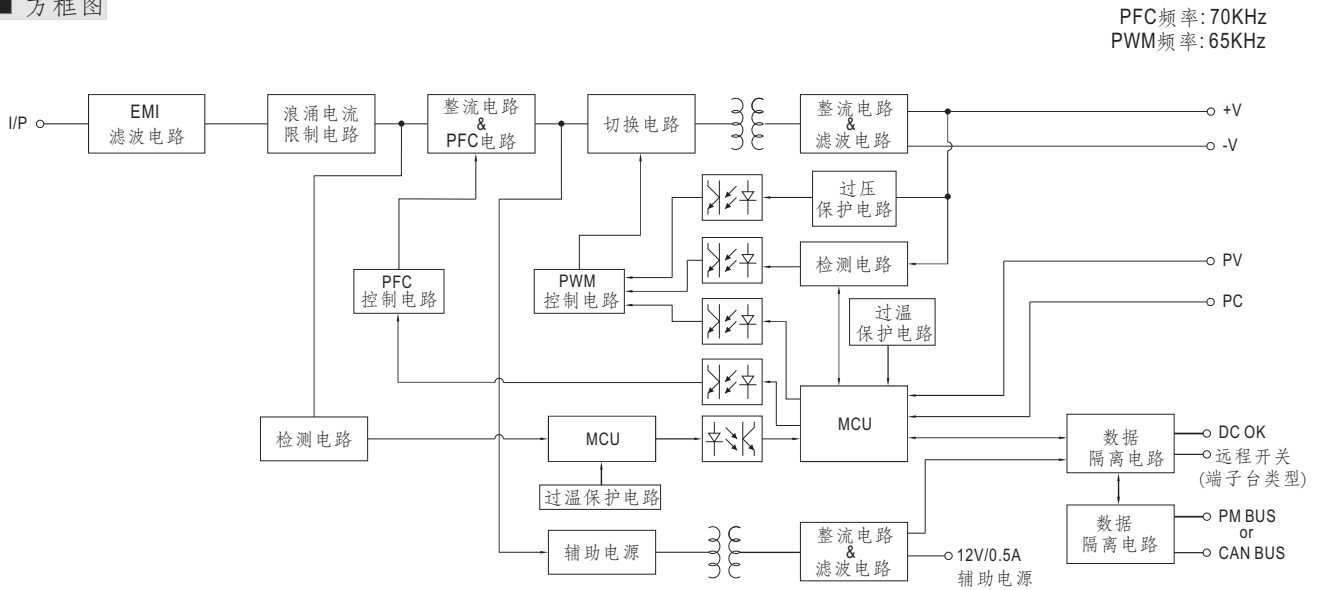 ■ 方框图
PFC频率: 70KHz
PWM频率: 65KHz
I/P
EMI
滤波电路
浪涌电流
限制电路
整流电路
&
PFC电路
切换电路
整流电路
&
滤波电路
+V
-V
过压
保护电路
检测电路
PFC
控制电路
PWM
控制电路
过温
保护电路
PV
PC
检测电路
MCU
MCU
过温保护电路
数据
隔离电路
DC OK
远程开关
(端子台类型)
数据
隔离电路
PM BUS
or
CAN BUS
辅助电源
整流电路
&
滤波电路
12V/0.5A
辅助电源